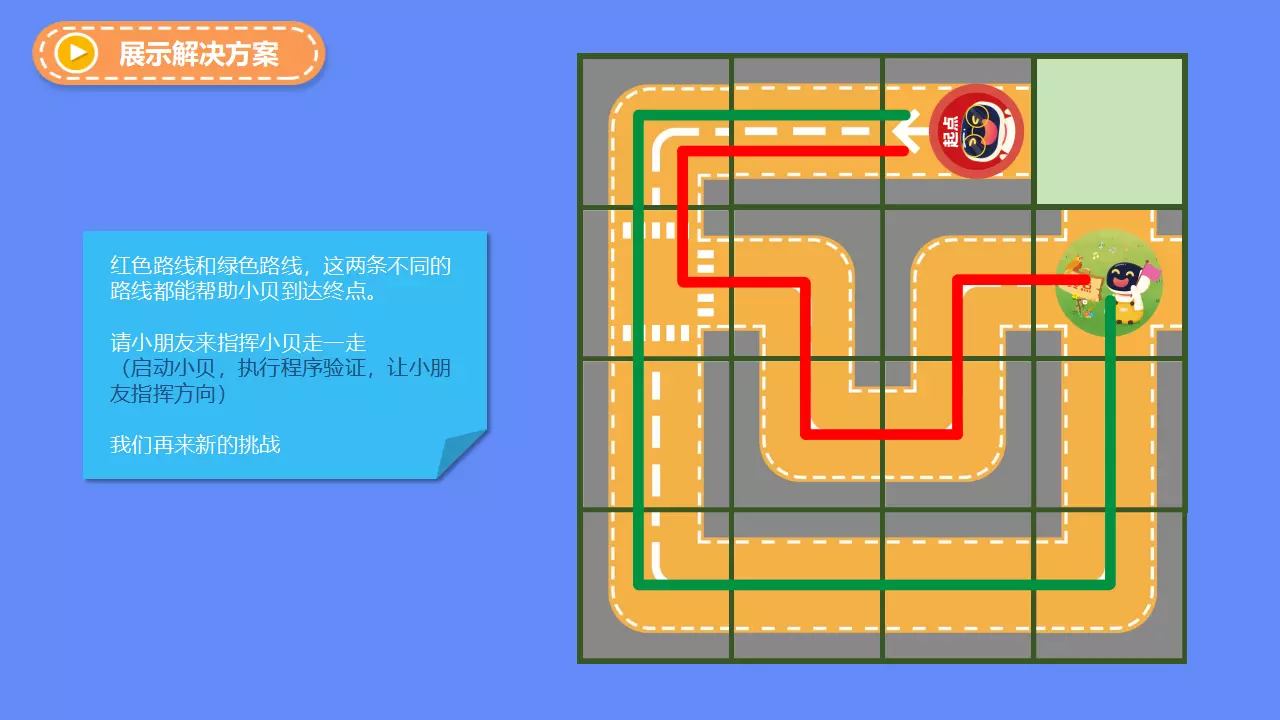 展示解决方案
起点
红色路线和绿色路线，这两条不同的
路线都能帮助小贝到达终点。
请小朋友来指挥小贝走一走
（启动小贝，执行程序验证，让小朋
友指挥方向）
我们再来新的挑战